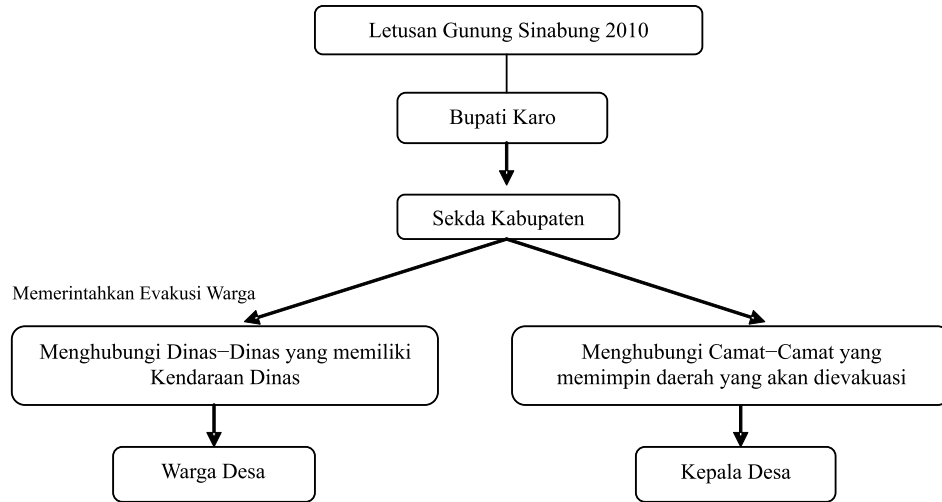 Letusan Gunung Sinabung 2010
Bupati Karo
Sekda Kabupaten
Memerintahkan Evakusi Warga
Menghubungi Dinas−Dinas yang memiliki
Kendaraan Dinas
Menghubungi Camat−Camat yang
memimpin daerah yang akan dievakuasi
Warga Desa
Kepala Desa